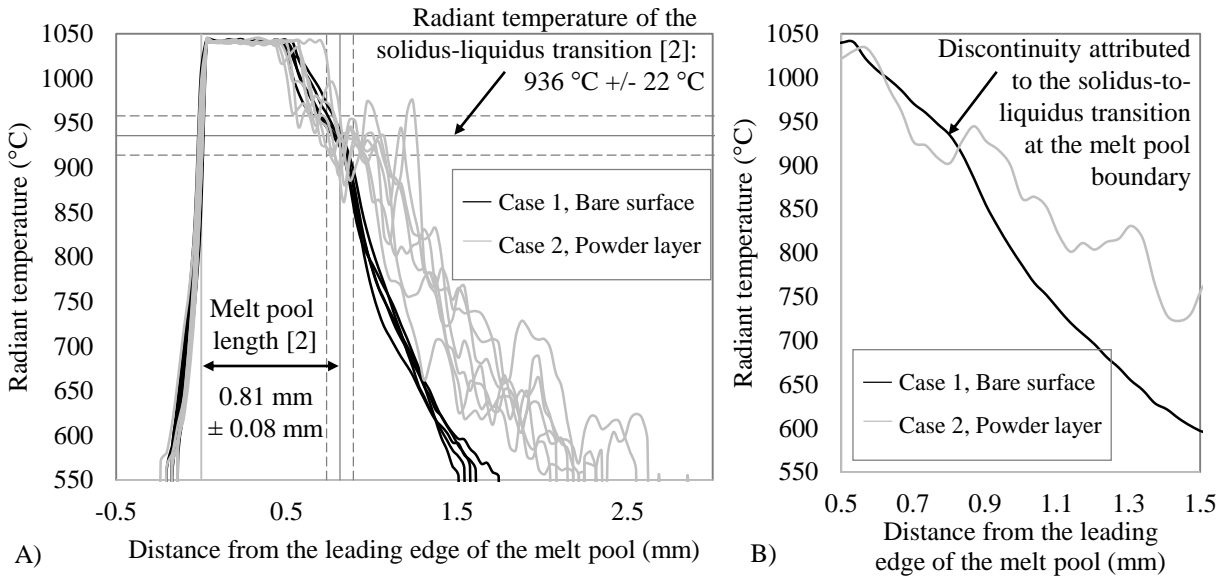 1050
1000
950
900
850
800
750
700
650
600
550
Radiant temperature (°C)
-0.5
0.5
1.5
2.5
Distance from the leading edge of the melt pool (mm)
A)
Radiant temperature of the
solidus-liquidus transition [2]:
936 °C +/- 22 °C
Case 1, Bare surface
Case 2, Powder layer
Melt pool
length [2]
0.81 mm
± 0.08 mm
1050
1000
950
900
850
800
750
700
650
600
550
Radiant temperature (°C)
0.5
0.7
0.9
1.1
1.3
1.5
Distance from the leading
edge of the melt pool (mm)
B)
Discontinuity attributed
to the solidus-to-
liquidus transition
at the melt pool
boundary
Case 1, Bare surface
Case 2, Powder layer